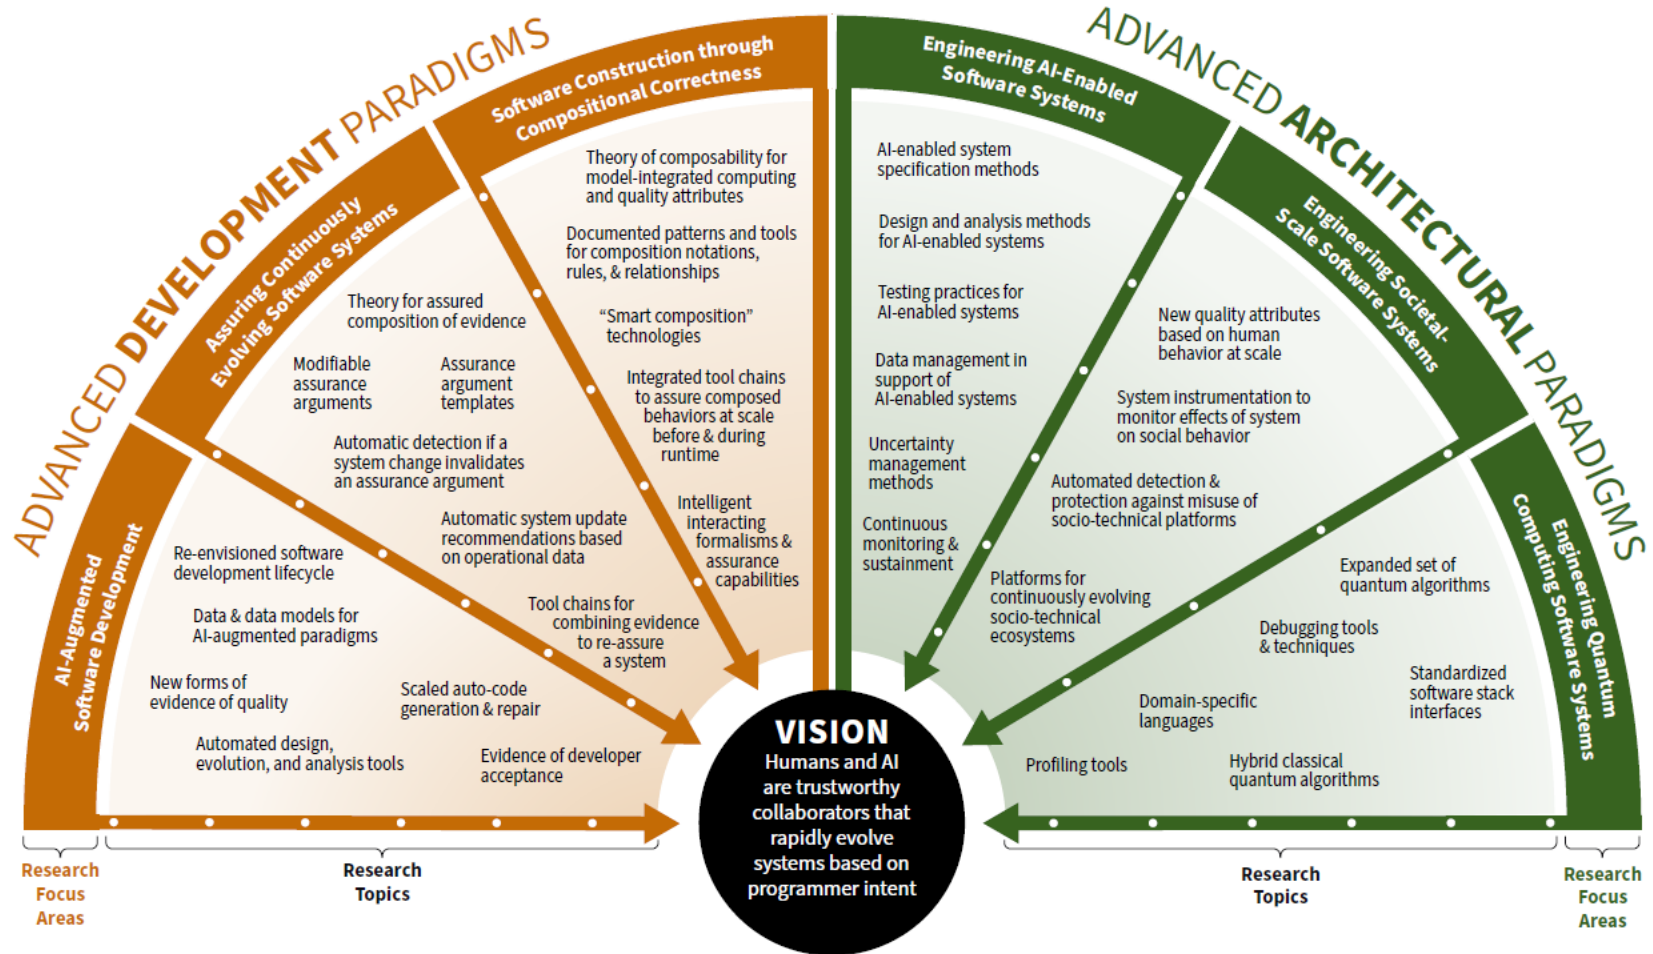 ADVANCED DEVELOPMENT PARADIGMS
AI-Augmented
Software Development
Re-envisioned software
development lifecycle
Data & data models for
AI-augmented paradigms
New forms of
evidence of quality
Scaled auto-code
generation & repair
Automated design,
evolution, and analysis tools
Evidence of developer
acceptance
Assuring Continuously
Evolving Software Systems
Theory for assured
composition of evidence
Modifiable
assurance
arguments
Assurance
argument
templates
Automatic detection if a
system change invalidates
an assurance argument
Automatic system update
recommendations based
on operational data
Tool chains for
combining evidence
to re-assure
a system
Software Construction through
Compositional Correctness
Theory of composability for
model-integrated computing
and quality attributes
Documented patterns and tools
for composition notations,
rules, & relationships
“Smart composition”
technologies
Integrated tool chains
to assure composed
behaviors at scale
before & during
runtime
Intelligent
interacting
formalisms &
assurance
capabilities
ADVANCED ARCHITECTURAL PARADIGMS
Engineering AI-Enabled
Software Systems
AI-enabled system
specification methods
Design and analysis methods
for AI-enabled systems
Testing practices for
AI-enabled systems
Data management in
support of
AI-enabled systems
Uncertainty
management
methods
Continuous
monitoring &
sustainment
Engineering Societal-
Scale Software Systems
New quality attributes
based on human
behavior at scale
System instrumentation to
monitor effects of system
on social behavior
Automated detection &
protection against misuse of
socio-technical platforms
Platforms for
continuously evolving
socio-technical
ecosystems
Engineering Quantum
Computing Software Systems
Expanded set of
quantum algorithms
Debugging tools
& techniques
Standardized
software stack
interfaces
Domain-specific
languages
Profiling tools
Hybrid classical
quantum algorithms
VISION
Humans and AI
are trustworthy
collaborators that
rapidly evolve
systems based on
programmer intent
Research
Focus
Areas
Research
Topics
Research
Topics
Research
Focus
Areas